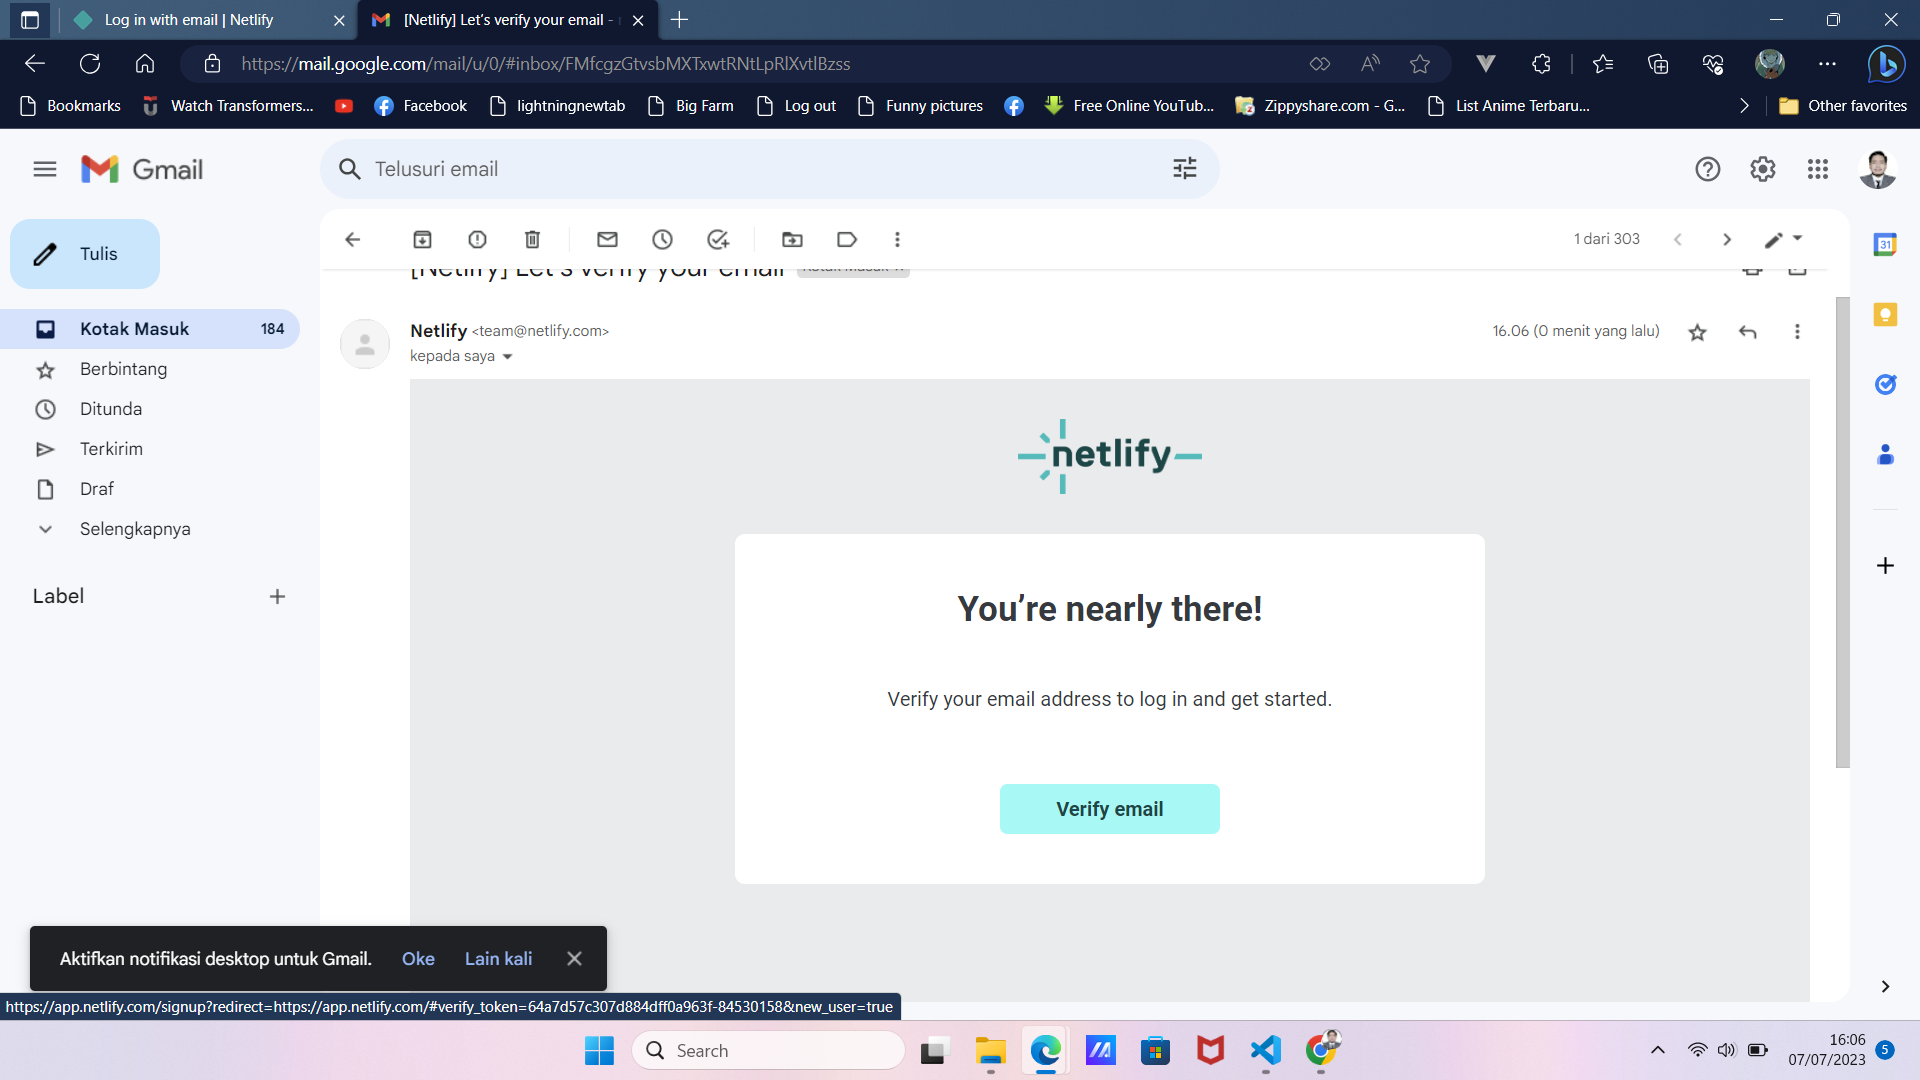 Log in with email | Netlify
[Netlify] Let's verify your email -
https://mail.google.com/mail/u/0/#inbox/FMfcgzGtvsbMXTxwtRNtLpRlXvtlBzss
Bookmarks
Watch Transformers...
Facebook
lightningnewtab
Big Farm
Log out
Funny pictures
Free Online YouTub...
Zippyshare.com - G...
List Anime Terbaru...
Other favorites
Gmail
Telusuri email
Tulis
1 dari 303
[Netlify] Let's verify your email
Kotak Masuk 184
Netlify <team@netlify.com>
16.06 (0 menit yang lalu)
kepada saya
Berbintang
Ditunda
Terkirim
Draf
Selengkapnya
Label
31
netlify
You’re nearly there!
Verify your email address to log in and get started.
Verify email
Aktifkan notifikasi desktop untuk Gmail. Oke Lain kali
https://app.netlify.com/signup?redirect=https://app.netlify.com/#verify_token=64a7d57c307d884dff0a963f-84530158&new_user=true
Search
16:06
07/07/2023
5